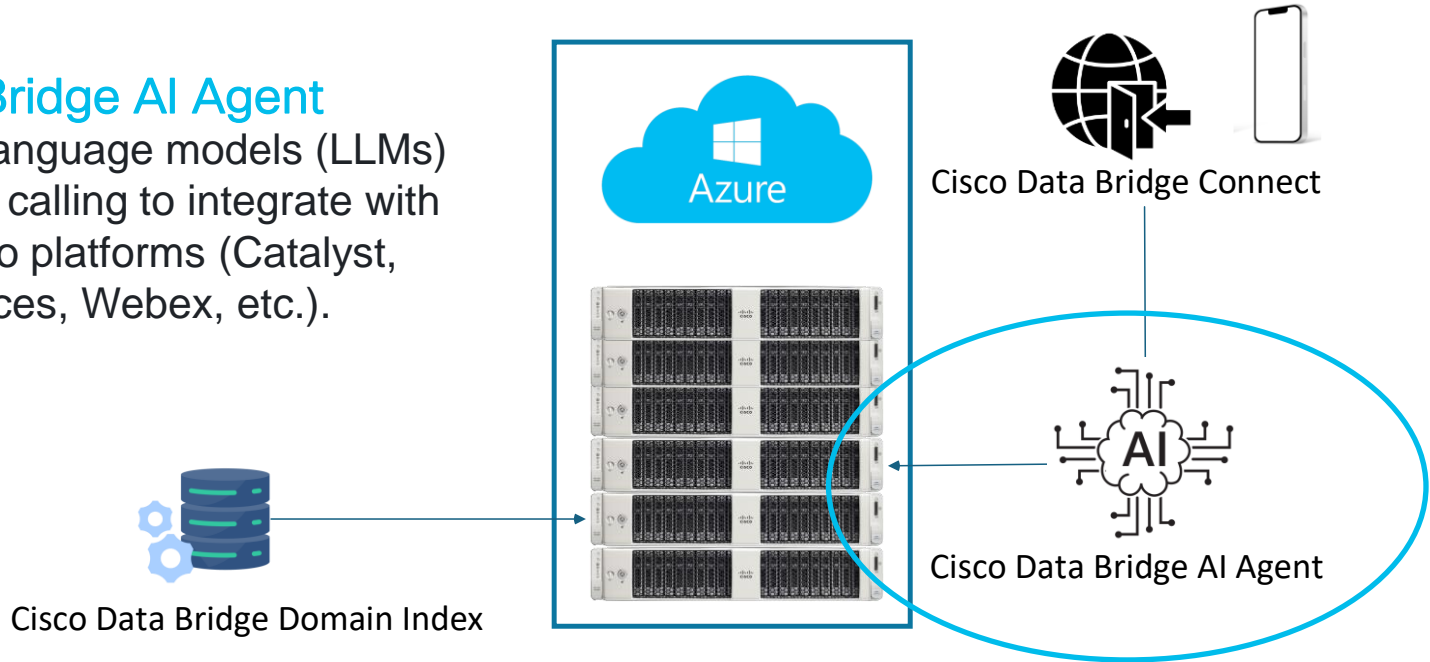 Bridge AI Agent
anguage models (LLMs)
calling to integrate with
o platforms (Catalyst,
ces, Webex, etc.).
Azure
Cisco Data Bridge Connect
AI
Cisco Data Bridge AI Agent
Cisco Data Bridge Domain Index